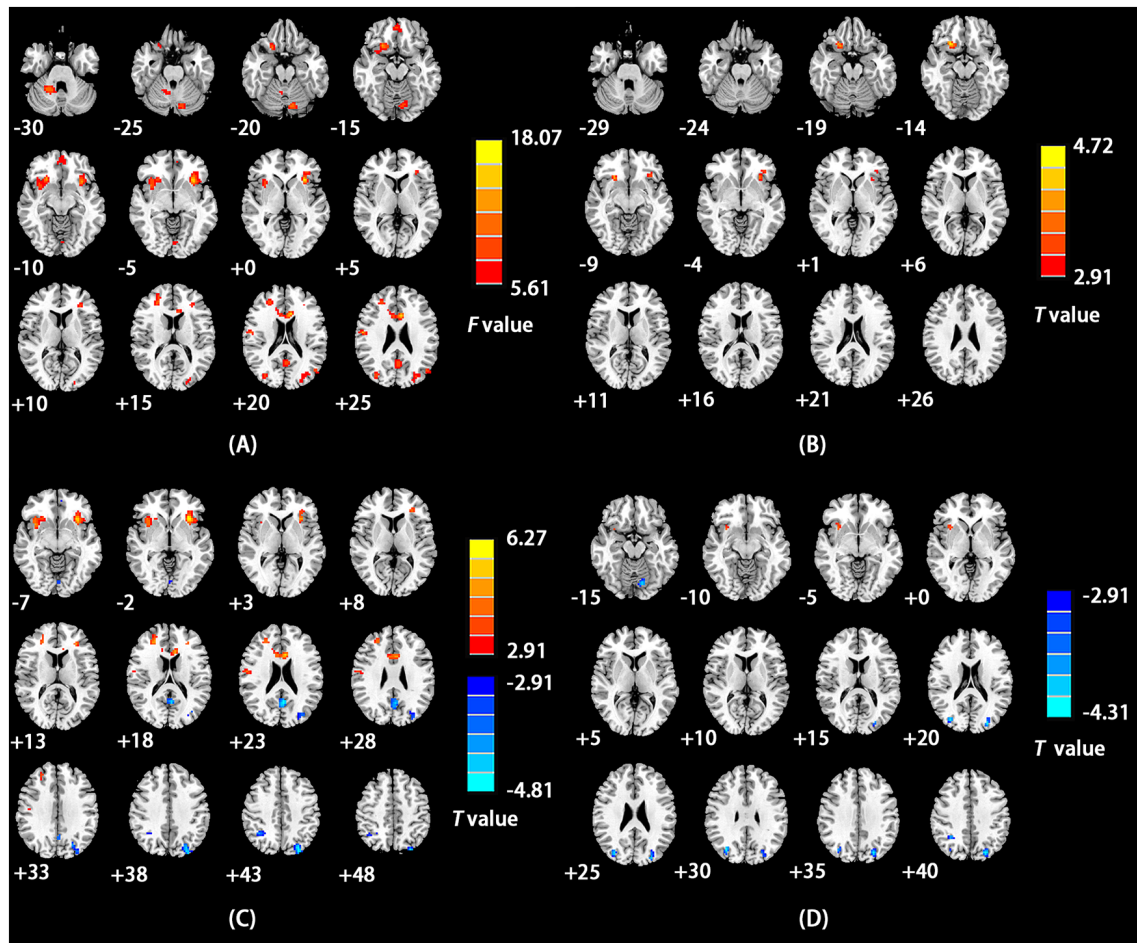 -30 -25 -20 -15
18.07
-10 -5 +0 +5
5.61
F value
+10 +15 +20 +25
(A)
-29 -24 -19 -14
4.72
-9 -4 +1 +6
2.91
T value
+11 +16 +21 +26
(B)
6.27
-7 -2 +3 +8
2.91
-2.91
+13 +18 +23 +28
-4.81
T value
+33 +38 +43 +48
(C)
-15 -10 -5 +0
-2.91
-4.31
+5 +10 +15 +20
T value
+25 +30 +35 +40
(D)